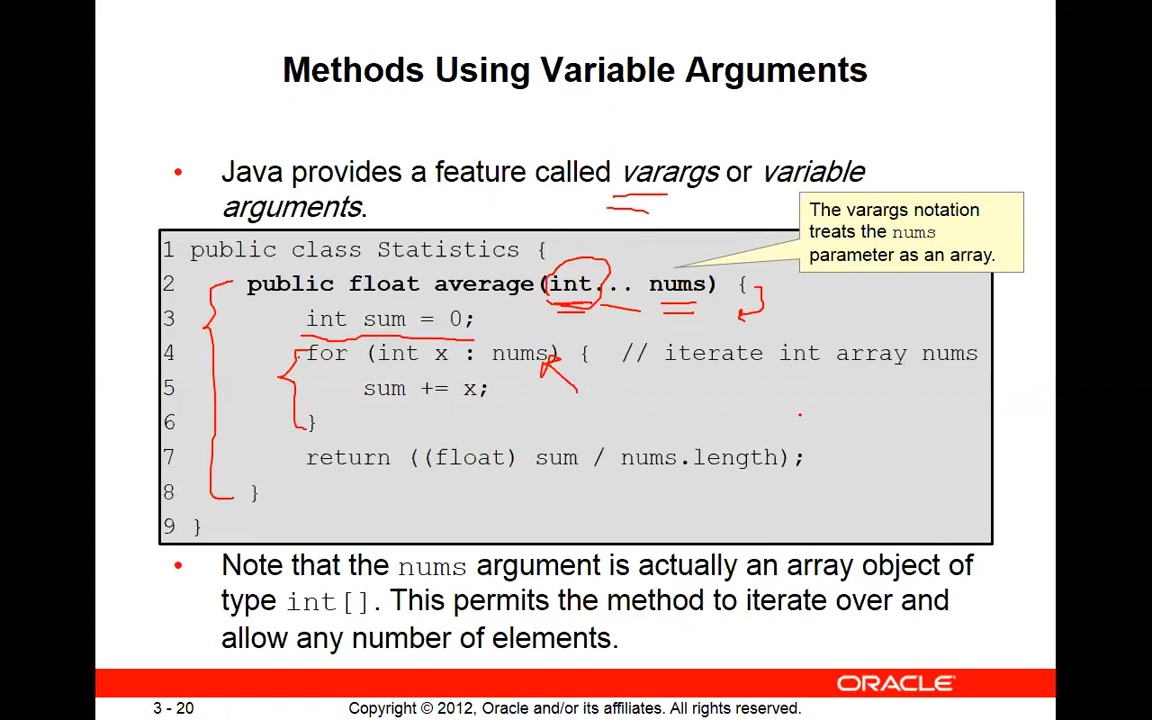 Methods Using Variable Arguments
• Java provides a feature called varargs or variable
arguments.
The varargs notation
treats the nums
parameter as an array.
1 public class Statistics {
2     public float average(int... nums) {
3         int sum = 0;
4         for (int x : nums) {  // iterate int array nums
5             sum += x;
6         }
7         return ((float) sum / nums.length);
8     }
9 }
• Note that the nums argument is actually an array object of
type int[]. This permits the method to iterate over and
allow any number of elements.
ORACLE
3 - 20
Copyright © 2012, Oracle and/or its affiliates. All rights reserved.